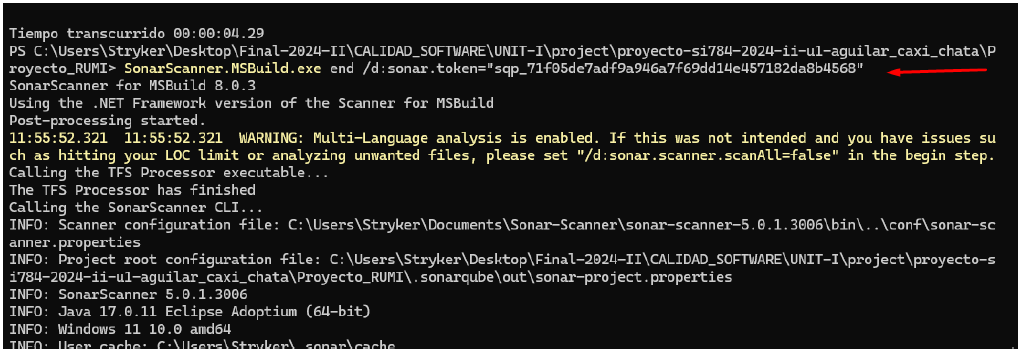 Tiempo transcurrido 00:00:04.29
PS C:\Users\Stryker\Desktop\Final-2024-II\CALIDAD_SOFTWARE\UNIT-I\project\proyecto-si784-2024-ii-u1-aguilar_caxi_chata\P
royecto_RUMI> SonarScanner.MSBuild.exe end /d:sonar.token="sqp_71f05de7adf9a946a7f69dd14e457182da8b4568"
SonarScanner for MSBuild 8.0.3
Using the .NET Framework version of the Scanner for MSBuild
Post-processing started.
11:55:52.321  11:55:52.321  WARNING: Multi-Language analysis is enabled. If this was not intended and you have issues su
ch as hitting your LOC limit or analyzing unwanted files, please set "/d:sonar.scanner.scanAll=false" in the begin step.
Calling the TFS Processor executable...
The TFS Processor has finished
Calling the SonarScanner CLI...
INFO: Scanner configuration file: C:\Users\Stryker\Documents\Sonar-Scanner\sonar-scanner-5.0.1.3006\bin\..\conf\sonar-sc
anner.properties
INFO: Project root configuration file: C:\Users\Stryker\Desktop\Final-2024-II\CALIDAD_SOFTWARE\UNIT-I\project\proyecto-s
i784-2024-ii-u1-aguilar_caxi_chata\Proyecto_RUMI\.sonarqube\out\sonar-project.properties
INFO: SonarScanner 5.0.1.3006
INFO: Java 17.0.11 Eclipse Adoptium (64-bit)
INFO: Windows 11 10.0 amd64
INFO: User cache: C:\Users\Stryker\.sonar\cache